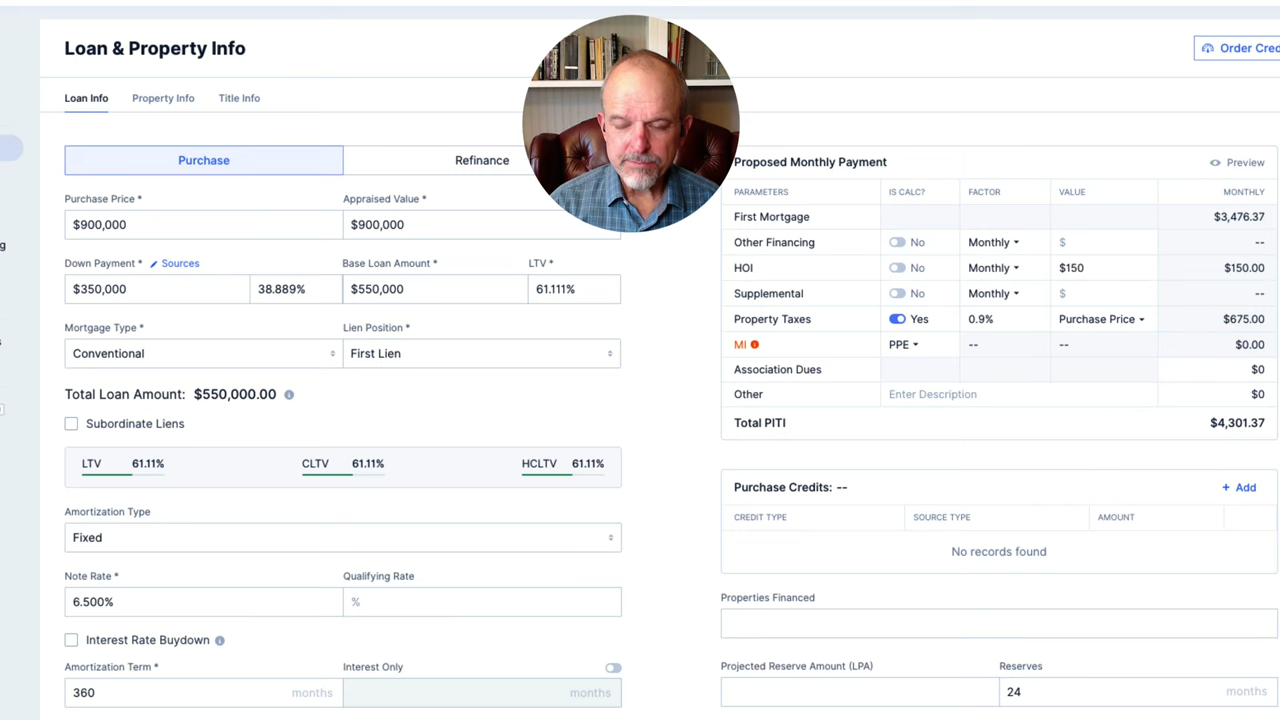 Loan & Property Info
Order Cred
Loan Info Property Info Title Info
Purchase Refinance
Purchase Price * Appraised Value *
$900,000 $900,000
Down Payment * Sources Base Loan Amount * LTV *
$350,000 38.889% $550,000 61.111%
Mortgage Type * Lien Position *
Conventional First Lien
Total Loan Amount: $550,000.00
Subordinate Liens
LTV 61.11% CLTV 61.11% HCLTV 61.11%
Amortization Type
Fixed
Note Rate * Qualifying Rate
6.500% %
Interest Rate Buydown
Amortization Term * Interest Only
360 months months
Proposed Monthly Payment Preview
PARAMETERS IS CALC? FACTOR VALUE MONTHLY
First Mortgage $3,476.37
Other Financing No Monthly $ --
HOI No Monthly $150 $150.00
Supplemental No Monthly $ --
Property Taxes Yes 0.9% Purchase Price $675.00
MI PPE -- -- $0.00
Association Dues $0
Other Enter Description $0
Total PITI $4,301.37
Purchase Credits: -- + Add
CREDIT TYPE SOURCE TYPE AMOUNT
No records found
Properties Financed
Projected Reserve Amount (LPA) Reserves
24 months